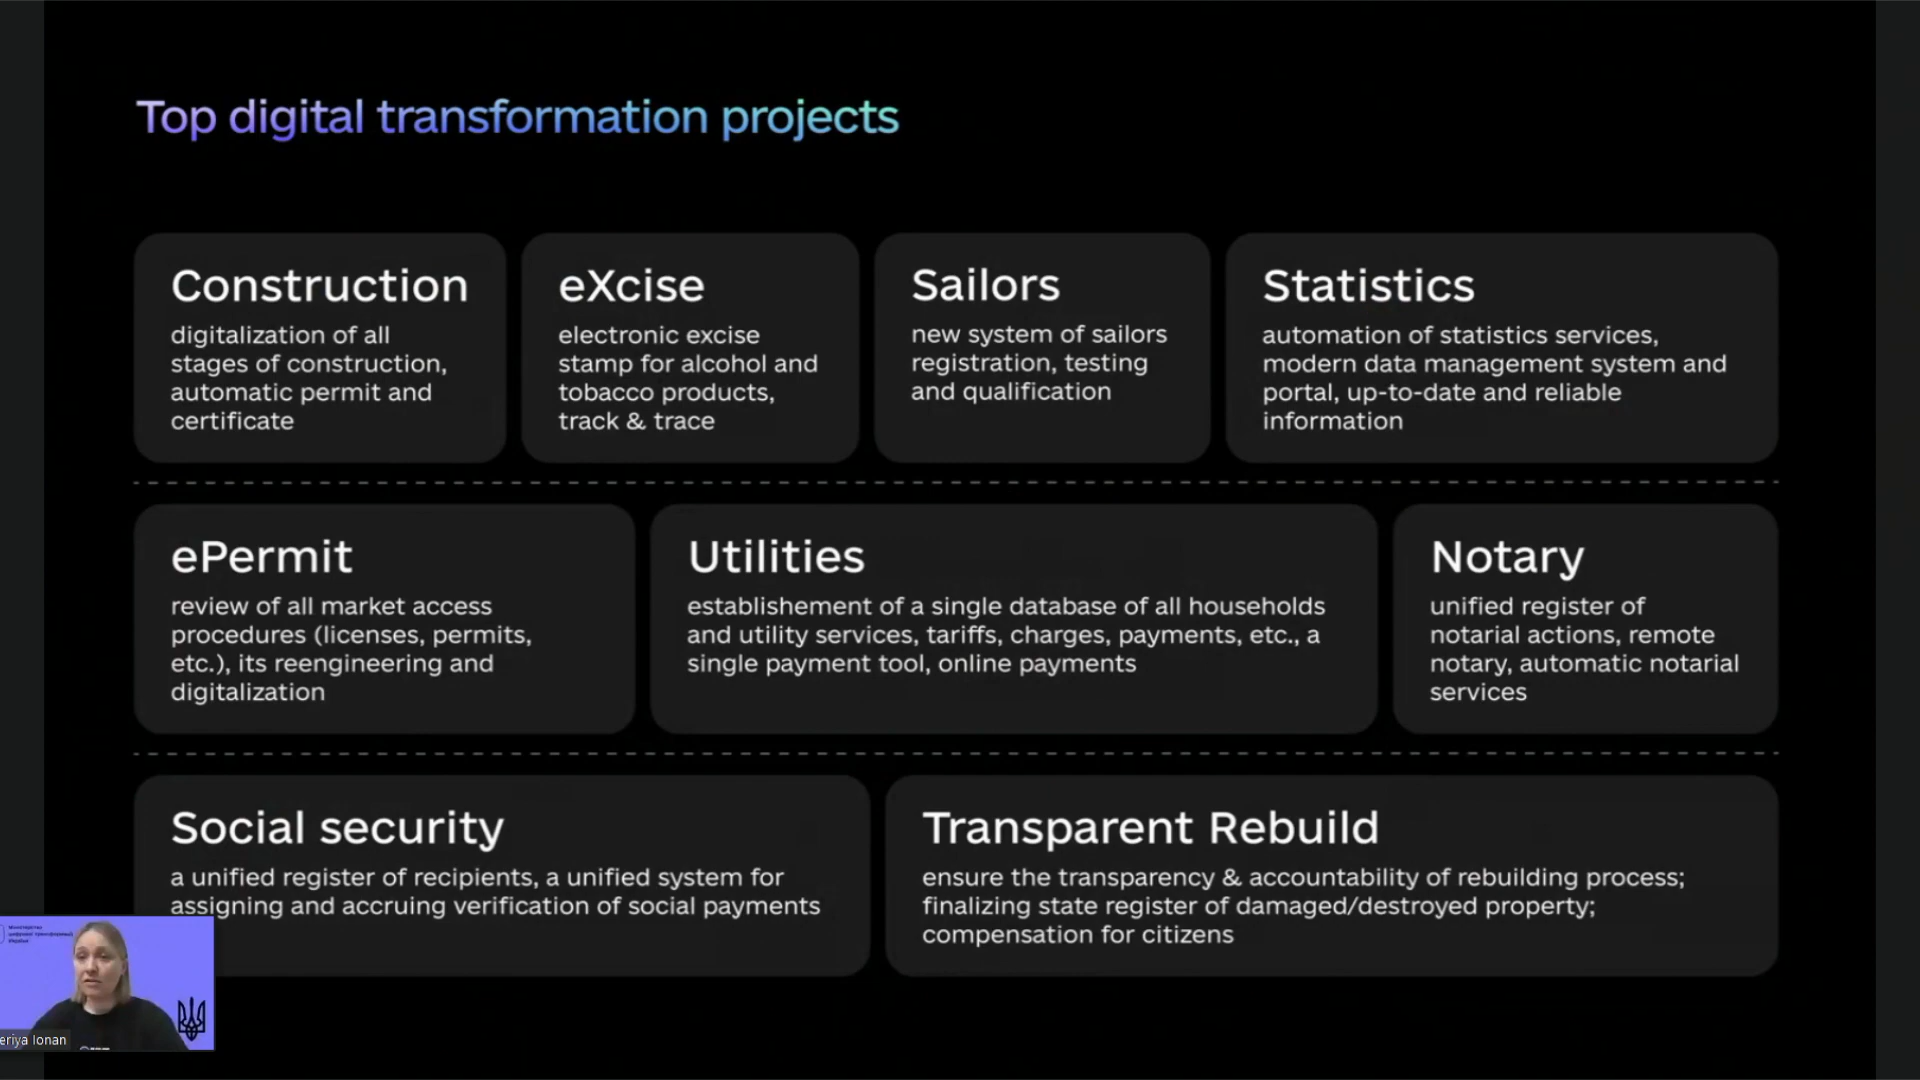 Top digital transformation projects
Construction
digitalization of all
stages of construction,
automatic permit and
certificate
eXcise
electronic excise
stamp for alcohol and
tobacco products,
track & trace
Sailors
new system of sailors
registration, testing
and qualification
Statistics
automation of statistics services,
modern data management system and
portal, up-to-date and reliable
information
ePermit
review of all market access
procedures (licenses, permits,
etc.), its reengineering and
digitalization
Utilities
establishement of a single database of all households
and utility services, tariffs, charges, payments, etc., a
single payment tool, online payments
Notary
unified register of
notarial actions, remote
notary, automatic notarial
services
Social security
a unified register of recipients, a unified system for
assigning and accruing verification of social payments
Transparent Rebuild
ensure the transparency & accountability of rebuilding process;
finalizing state register of damaged/destroyed property;
compensation for citizens
Міністерство
цифрової трансформації
України
eriya Ionan